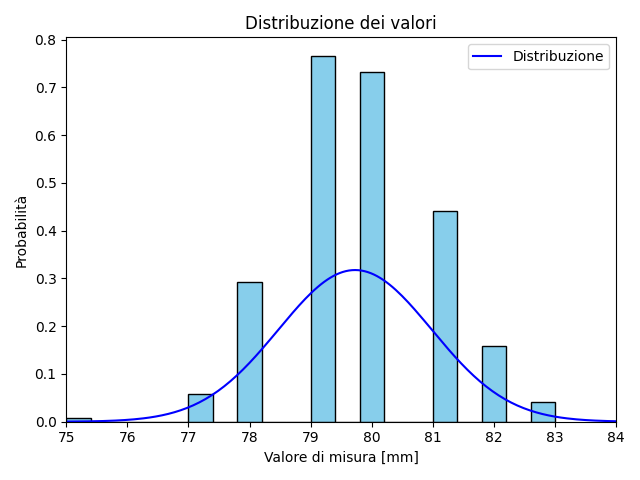 Distribuzione dei valori
Distribuzione
Probabilità
0.8
0.7
0.6
0.5
0.4
0.3
0.2
0.1
0.0
75 76 77 78 79 80 81 82 83 84
Valore di misura [mm]